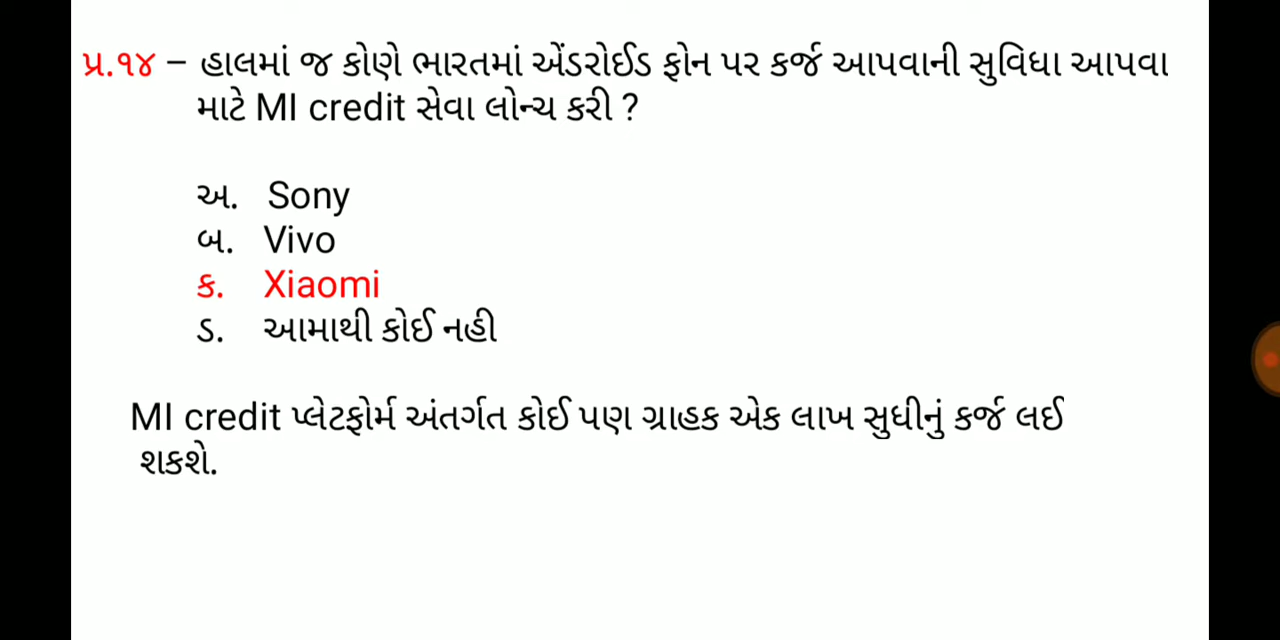 પ્ર.૧૪ – હાલમાં જ કોણે ભારતમાં એંડરોઈડ ફોન પર કર્જ આપવાની સુવિધા આપવા
માટે MI credit સેવા લોન્ચ કરી ?
અ. Sony
બ. Vivo
ક. Xiaomi
ડ. આમાથી કોઈ નહી
MI credit પ્લેટફોર્મ અંતર્ગત કોઈ પણ ગ્રાહક એક લાખ સુધીનું કર્જ લઈ
શકશે.